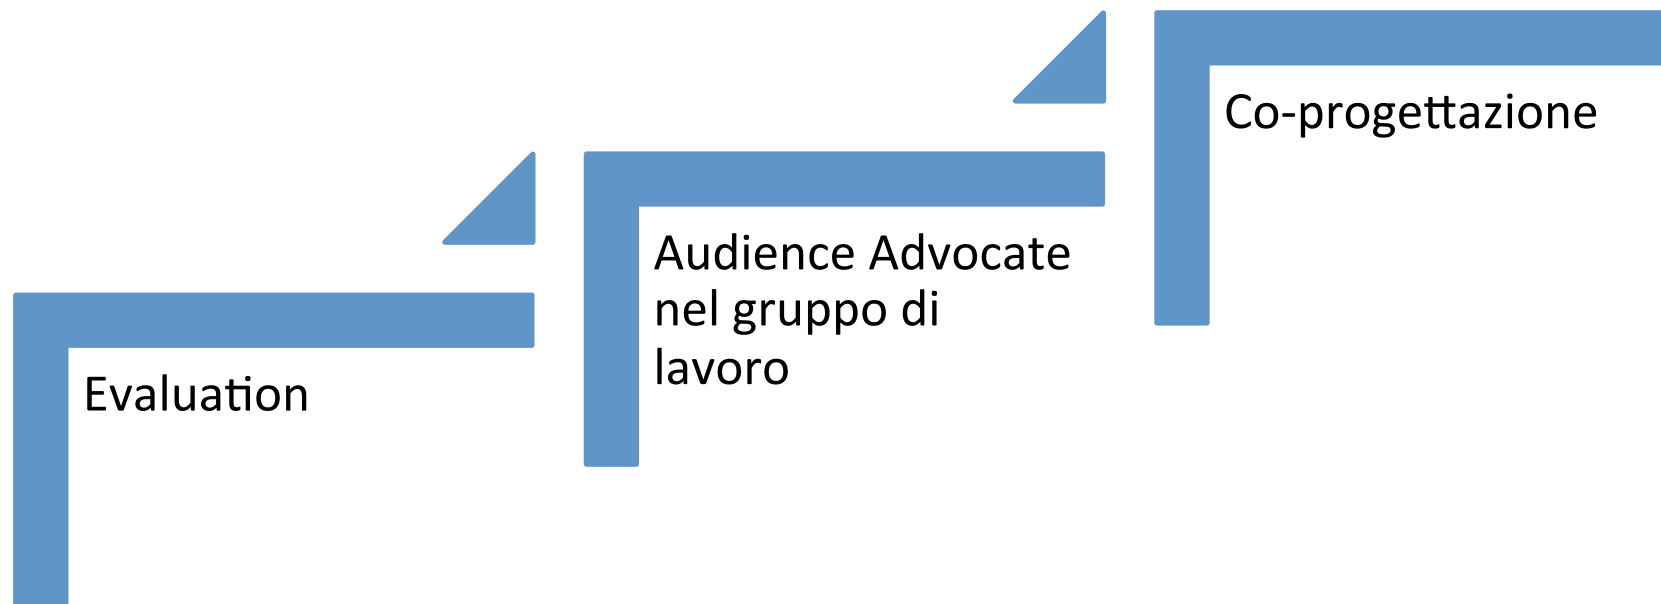 Evaluation
Audience Advocate
nel gruppo di
lavoro
Co-progettazione